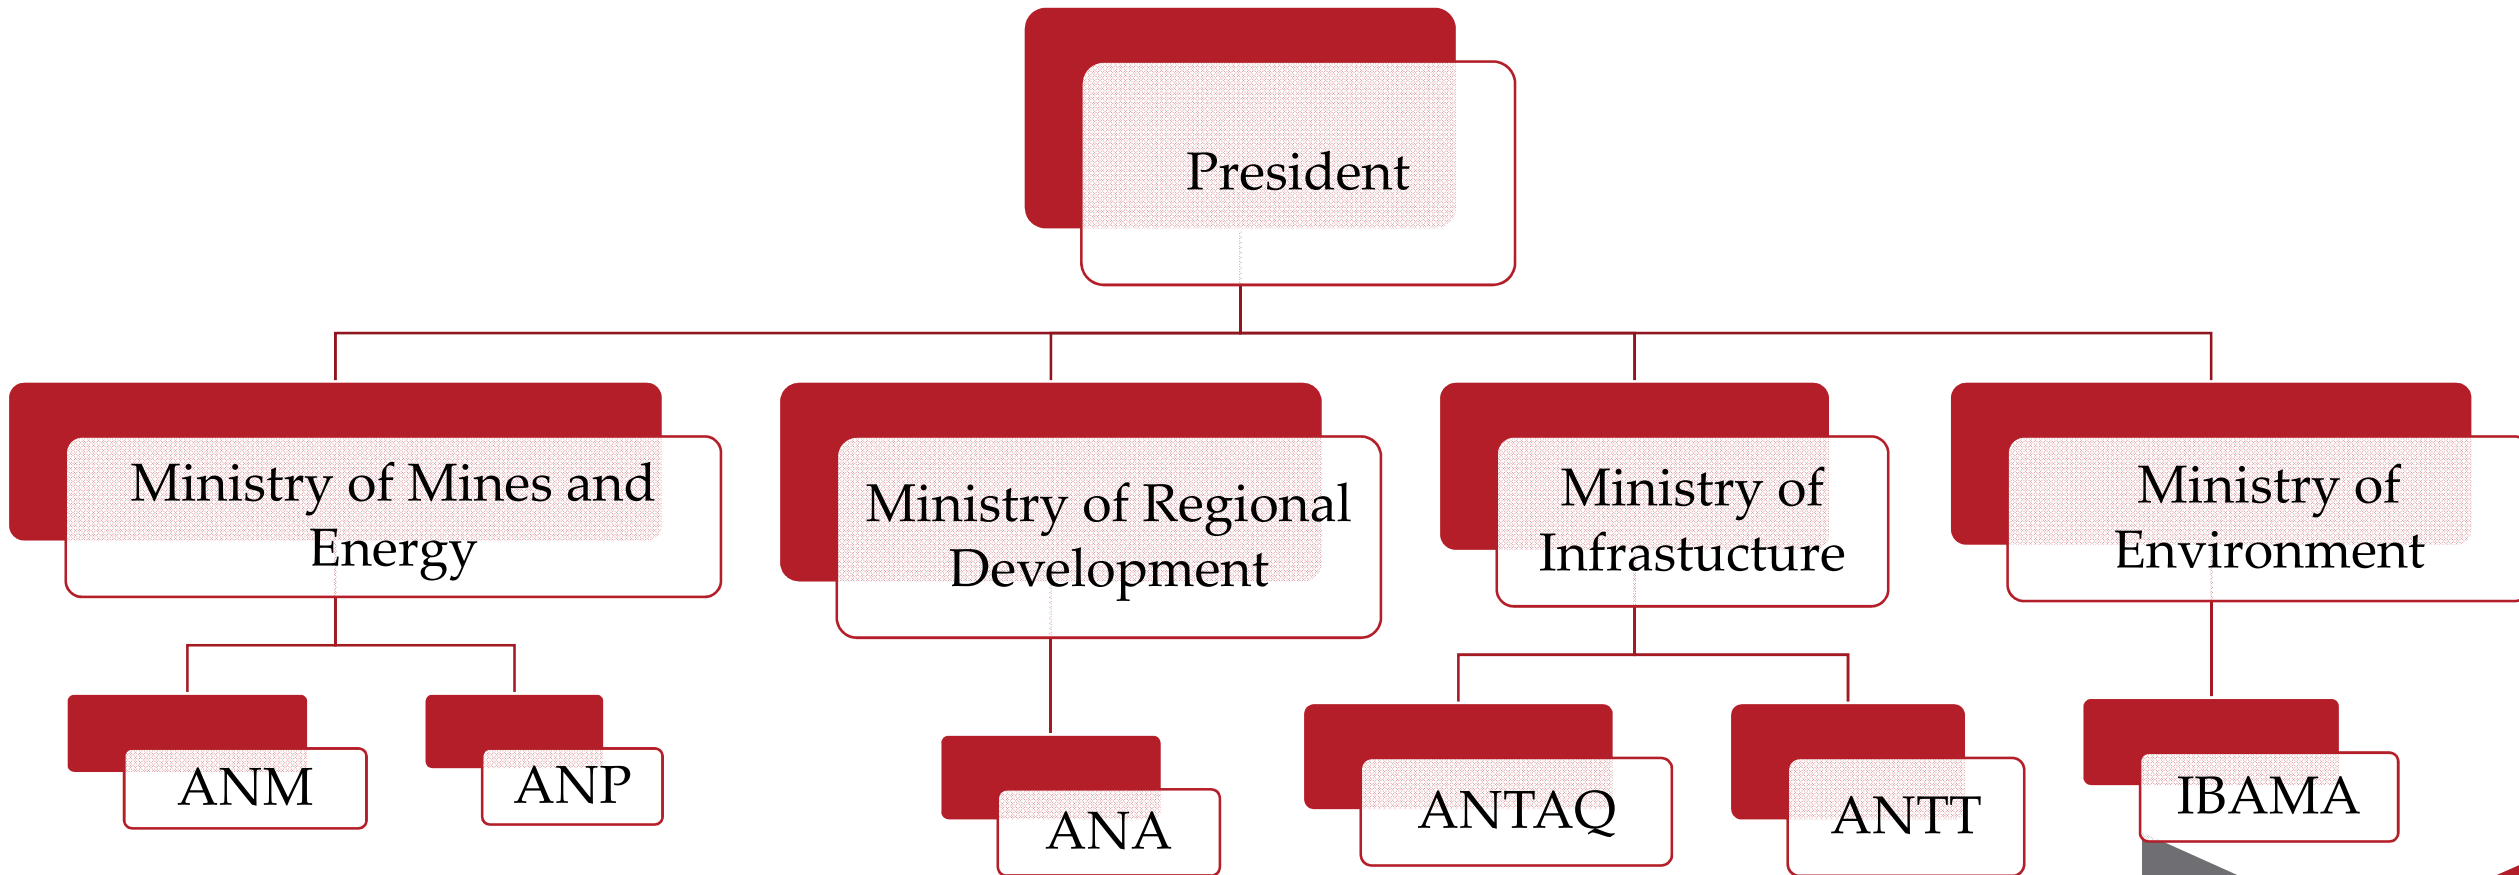 President
Ministry of Mines and
Energy
Ministry of Regional
Development
Ministry of
Infrastructure
Ministry of
Environment
ANM
ANP
ANA
ANTAQ
ANTT
IBAMA